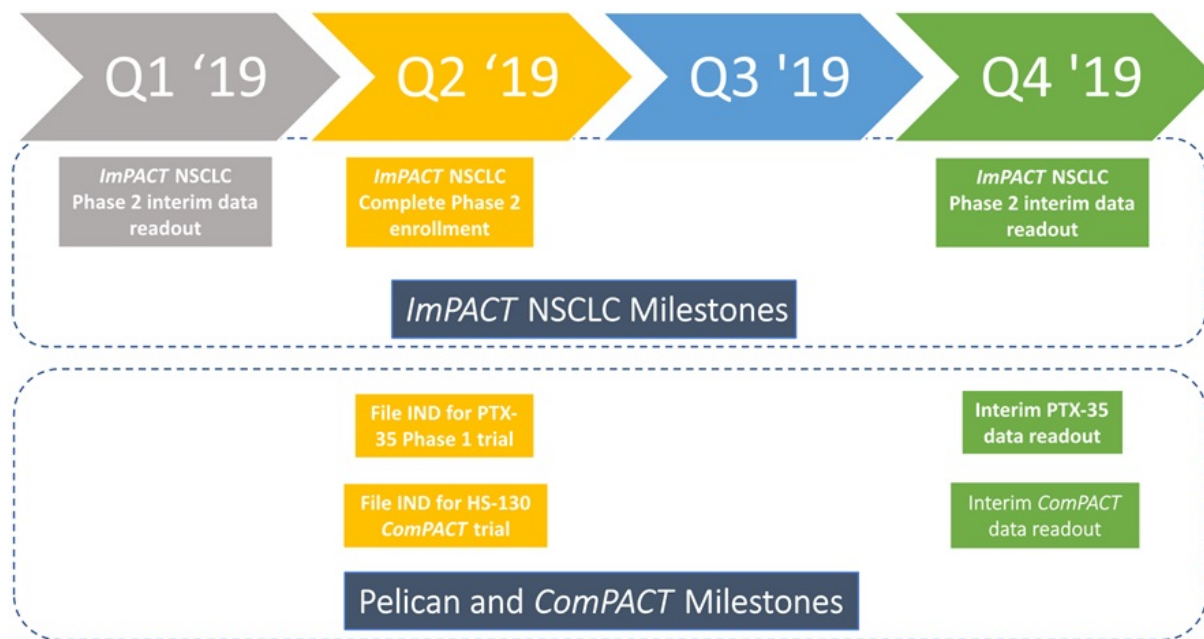 Q1 ‘19
Q2 ‘19
Q3 '19
Q4 '19
ImPACT NSCLC
Phase 2 interim data
readout
ImPACT NSCLC
Complete Phase 2
enrollment
ImPACT NSCLC
Phase 2 interim data
readout
ImPACT NSCLC Milestones
File IND for PTX-
35 Phase 1 trial
Interim PTX-35
data readout
File IND for HS-130
ComPACT trial
Interim ComPACT
data readout
Pelican and ComPACT Milestones